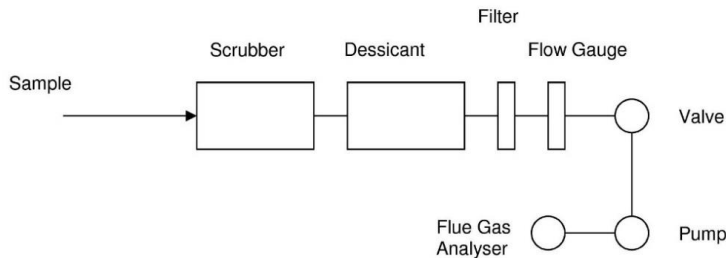 Filter
Scrubber
Dessicant
Flow Gauge
Sample
Valve
Flue Gas
Analyser
Pump